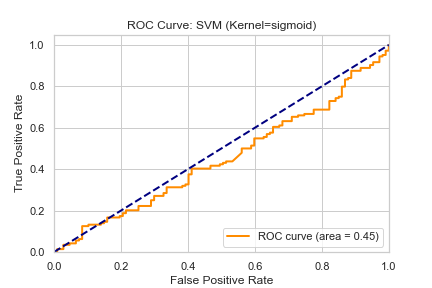 ROC Curve: SVM (Kernel=sigmoid)
True Positive Rate
1.0
0.8
0.6
0.4
0.2
0.0
ROC curve (area = 0.45)
0.0 0.2 0.4 0.6 0.8 1.0
False Positive Rate